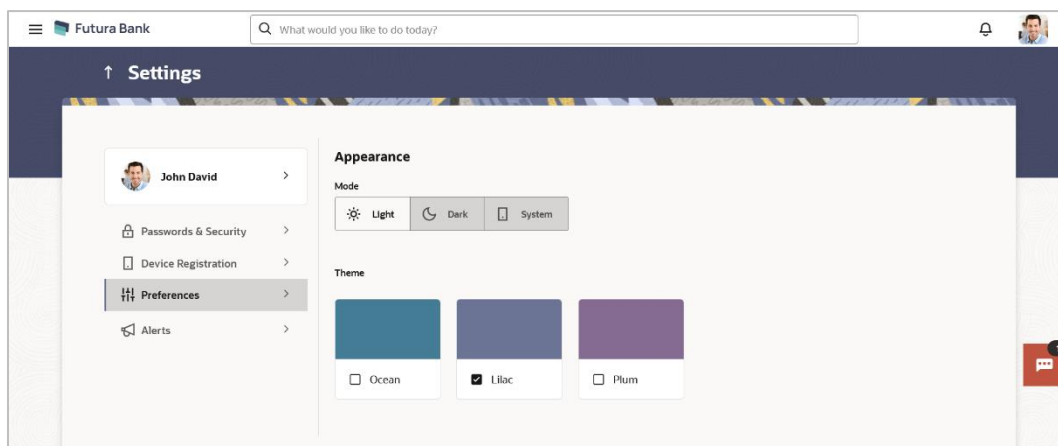 Futura Bank
What would you like to do today?
Settings
John David
Passwords & Security
Device Registration
Preferences
Alerts
Appearance
Mode
Light
Dark
System
Theme
Ocean
Lilac
Plum